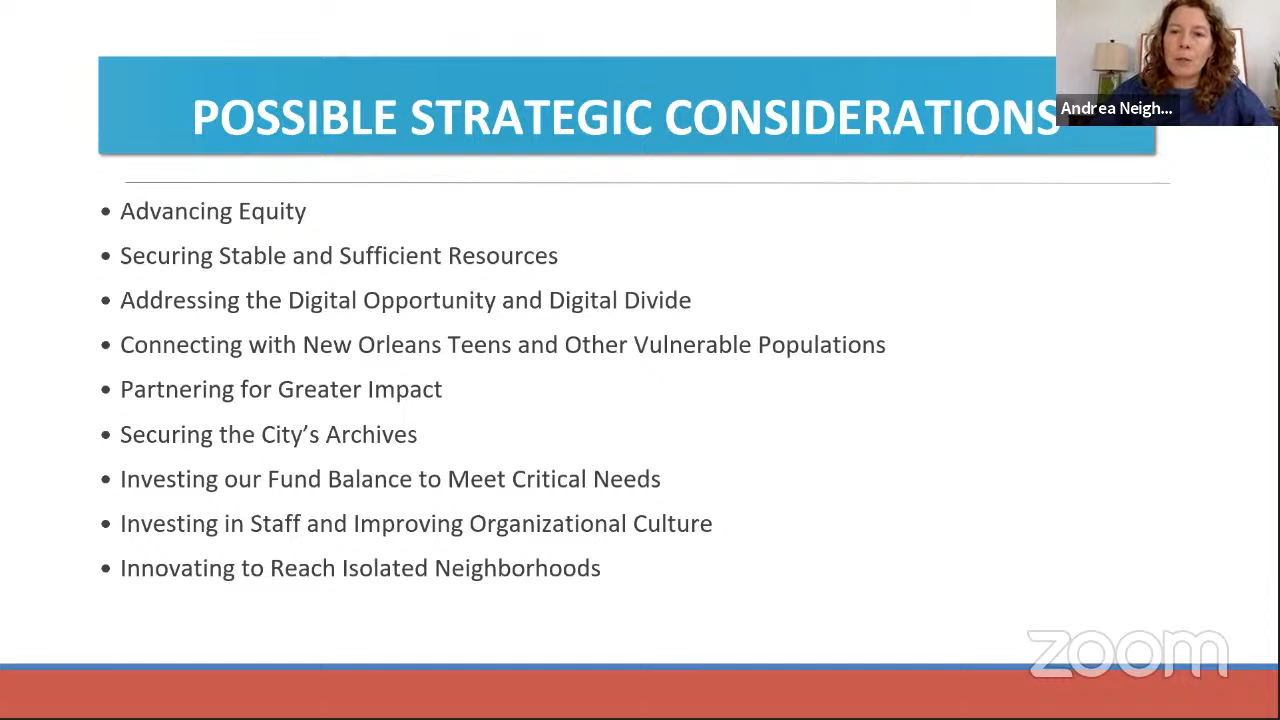 POSSIBLE STRATEGIC CONSIDERATIONS
Andrea Neigh...
• Advancing Equity
• Securing Stable and Sufficient Resources
• Addressing the Digital Opportunity and Digital Divide
• Connecting with New Orleans Teens and Other Vulnerable Populations
• Partnering for Greater Impact
• Securing the City’s Archives
• Investing our Fund Balance to Meet Critical Needs
• Investing in Staff and Improving Organizational Culture
• Innovating to Reach Isolated Neighborhoods
zoom